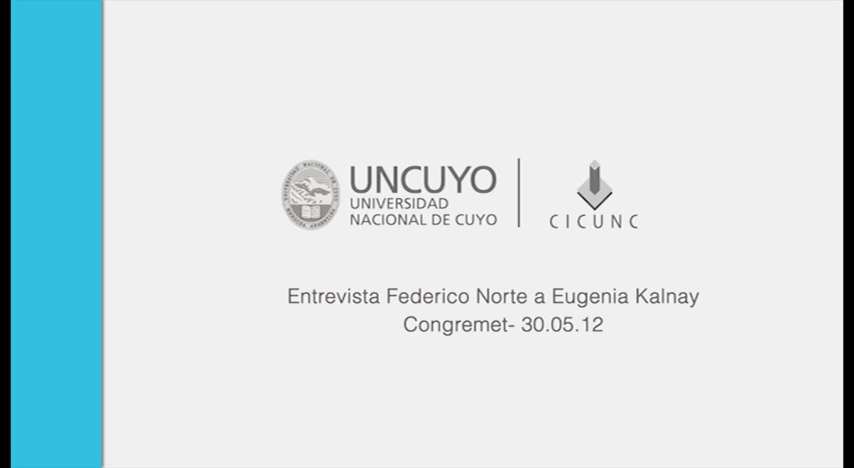 UNCUYO
UNIVERSIDAD
NACIONAL DE CUYO
CICUNC
Entrevista Federico Norte a Eugenia Kalnay
Congremet- 30.05.12